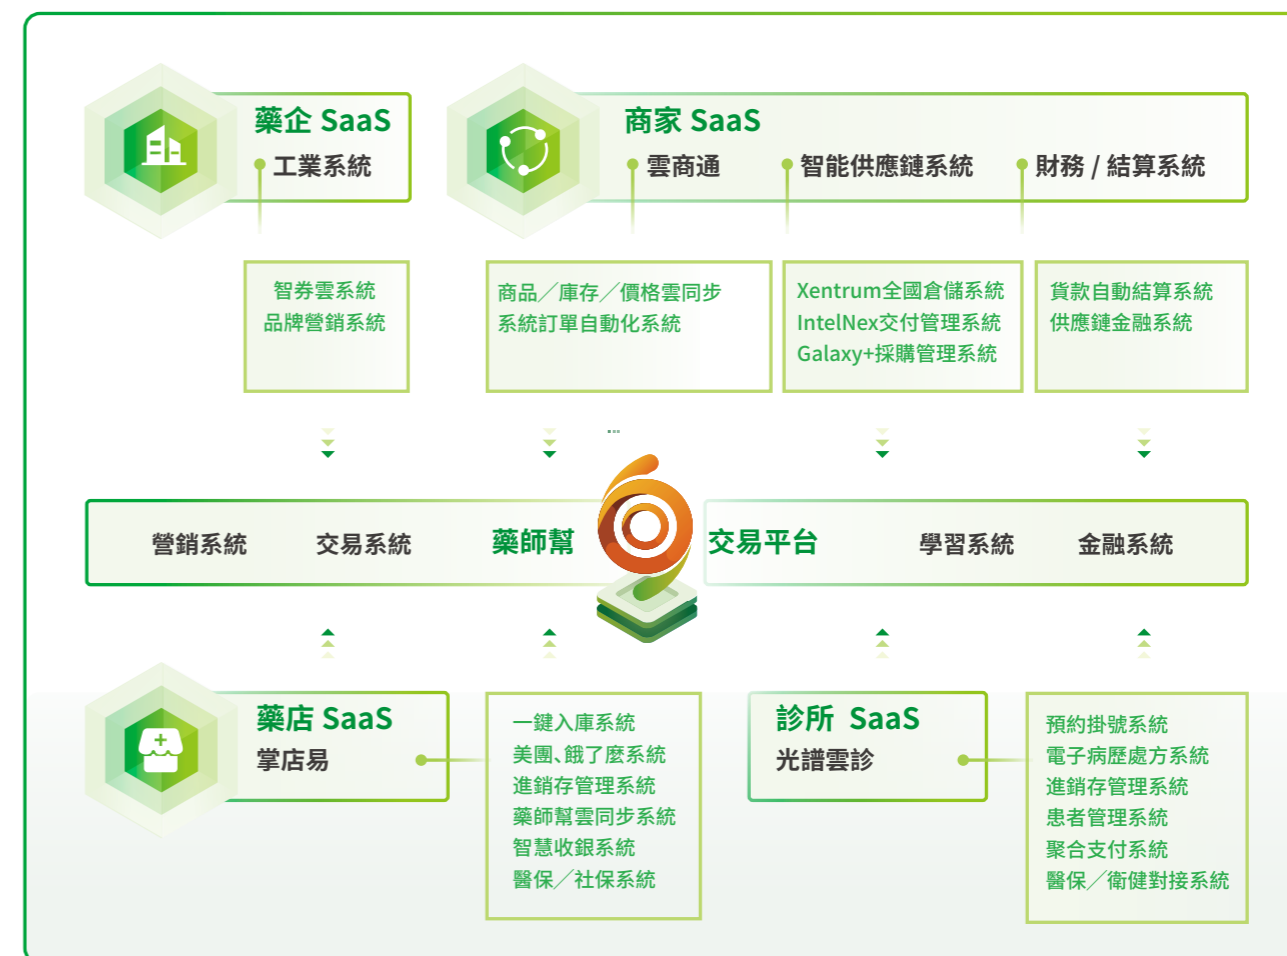 藥企 SaaS
工業系統
商家 SaaS
雲商通
智能供應鏈系統
財務 / 結算系統
智券雲系統
品牌營銷系統
商品／庫存／價格雲同步
系統訂單自動化系統
Xentrum全國倉儲系統
IntelNex交付管理系統
Galaxy+採購管理系統
貨款自動結算系統
供應鏈金融系統
營銷系統
交易系統
藥師幫
交易平台
學習系統
金融系統
藥店 SaaS
掌店易
一鍵入庫系統
美團、餓了麼系統
進銷存管理系統
藥師幫雲同步系統
智慧收銀系統
醫保／社保系統
診所 SaaS
光譜雲診
預約掛號系統
電子病歷處方系統
進銷存管理系統
患者管理系統
聚合支付系統
醫保／衛健對接系統